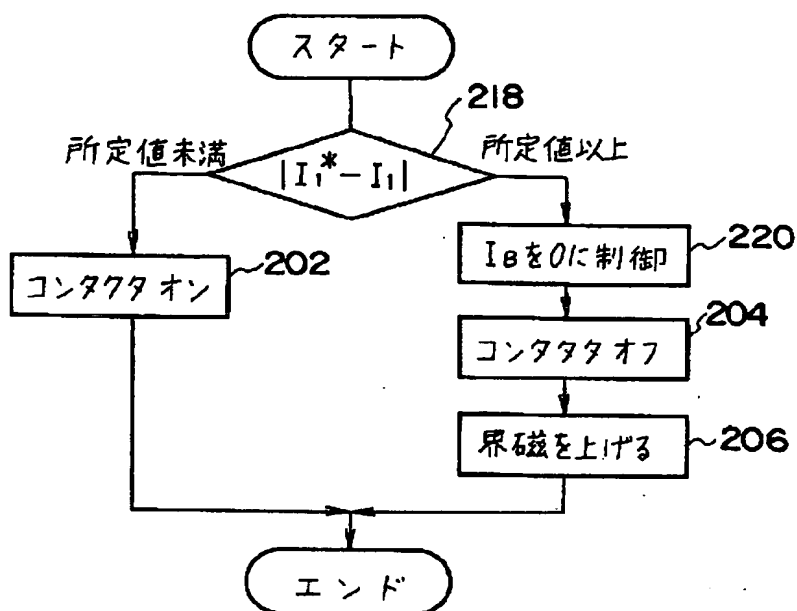 スタート
218
所定値未満
所定値以上
|I₁*−I₁|
IBを0に制御
220
コンタクタオン
202
204
コンタタタオフ
界磁を上げる
206
エンド